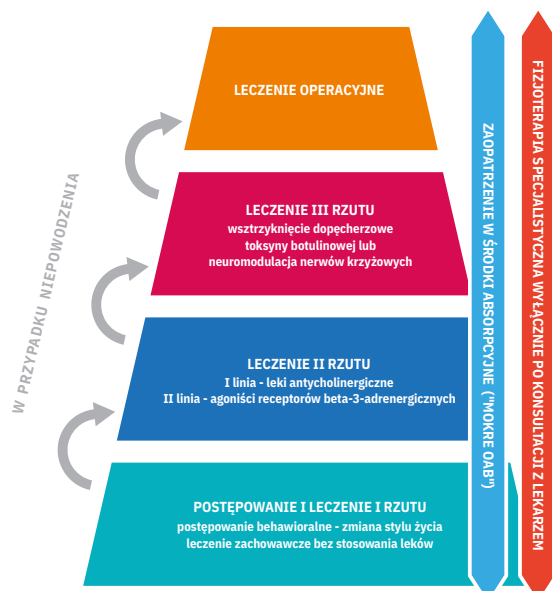 LECZENIE OPERACYJNE
LECZENIE III RZUTU
wsztrzyknięcie dopęcherzowe
toksyny botulinowej lub
neuromodulacja nerwów krzyżowych
LECZENIE II RZUTU
I linia - leki antycholinergiczne
II linia - agoniści receptorów beta-3-adrenergicznych
POSTĘPOWANIE I LECZENIE I RZUTU
postępowanie behawioralne - zmiana stylu życia
leczenie zachowawcze bez stosowania leków
W PRZYPADKU NIEPOWODZENIA
ZAOPATRZENIE W ŚRODKI ABSORPCYJNE ("MOKRE OAB")
FIZJOTERAPIA SPECJALISTYCZNA WYŁĄCZNIE PO KONSULTACJI Z LEKARZEM